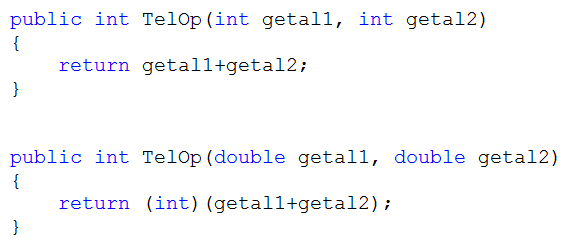 public int TelOp(int getal1, int getal2)
{
    return getal1+getal2;
}

public int TelOp(double getal1, double getal2)
{
    return (int)(getal1+getal2);
}